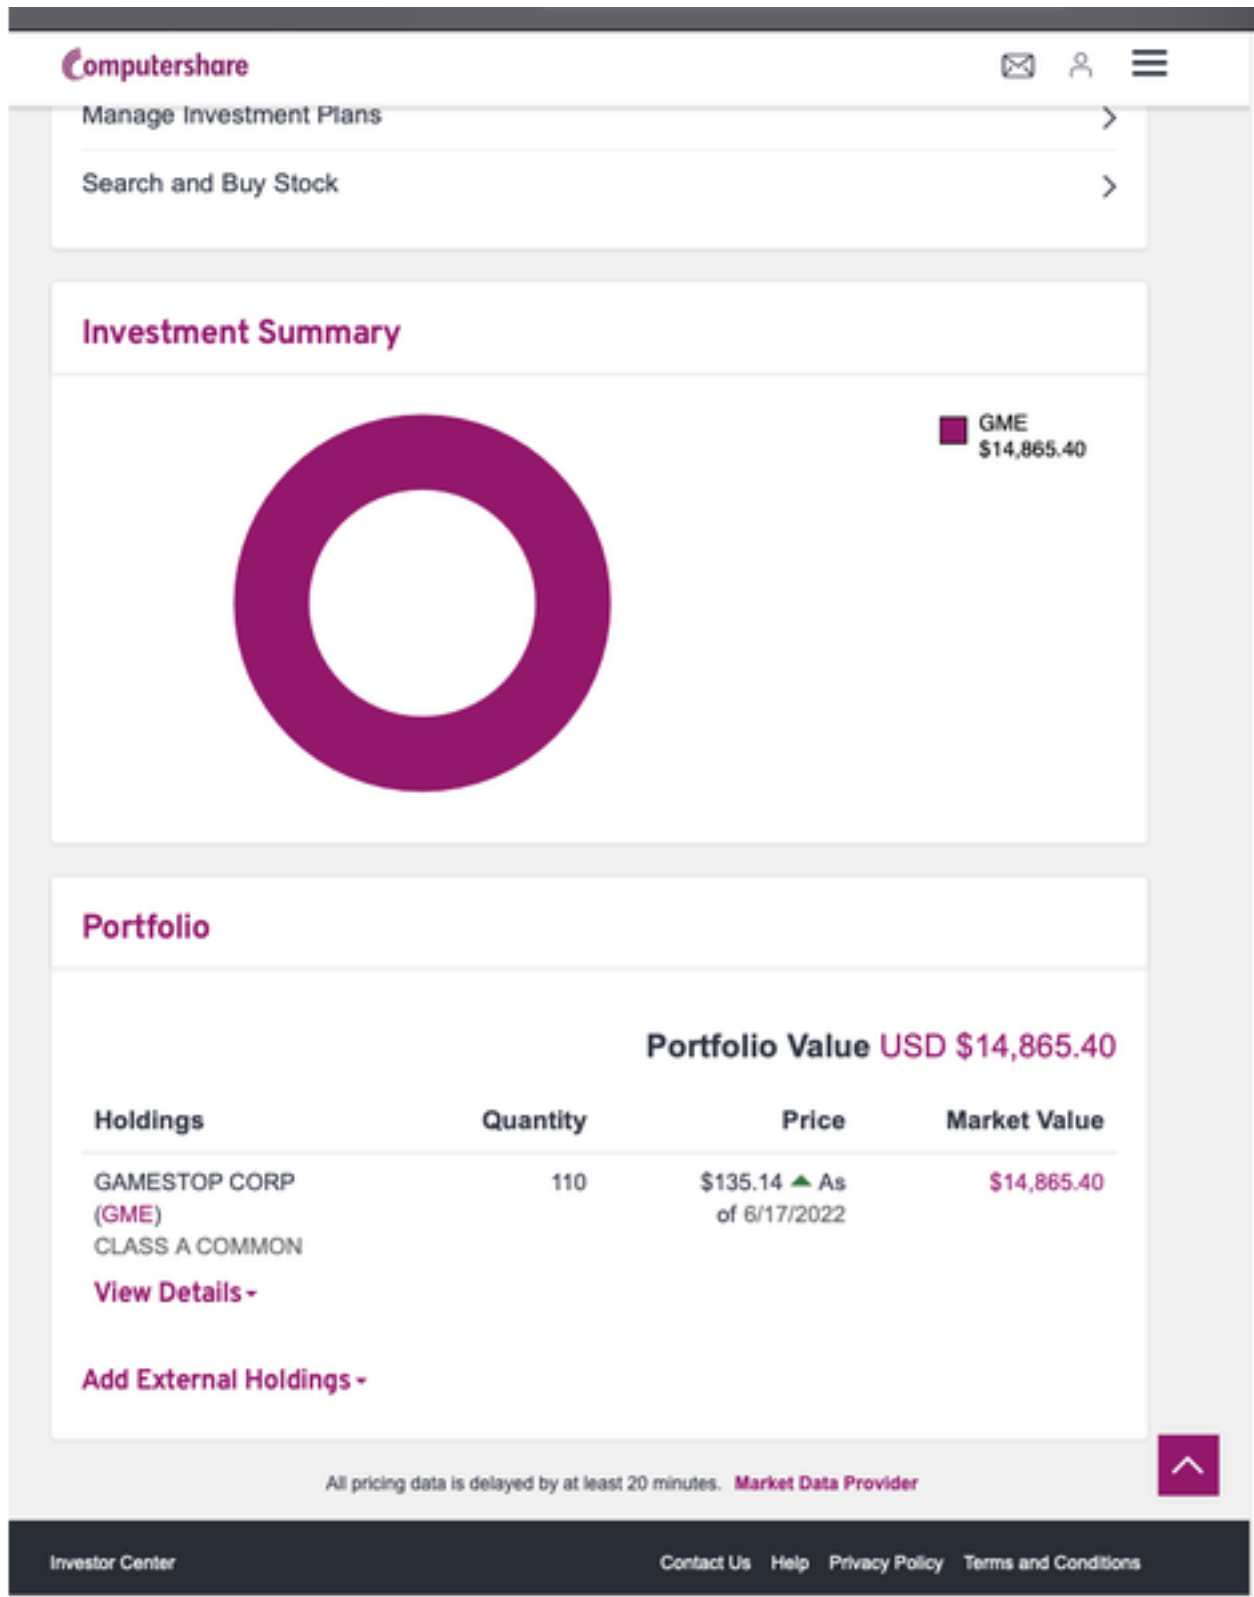 Computershare
Manage Investment Plans
Search and Buy Stock
Investment Summary
GME
$14,865.40
Portfolio
Portfolio Value USD $14,865.40
Holdings Quantity Price Market Value
GAMESTOP CORP 110 $135.14 As $14,865.40
(GME) of 6/17/2022
CLASS A COMMON
View Details
Add External Holdings
All pricing data is delayed by at least 20 minutes. Market Data Provider
Investor Center Contact Us Help Privacy Policy Terms and Conditions